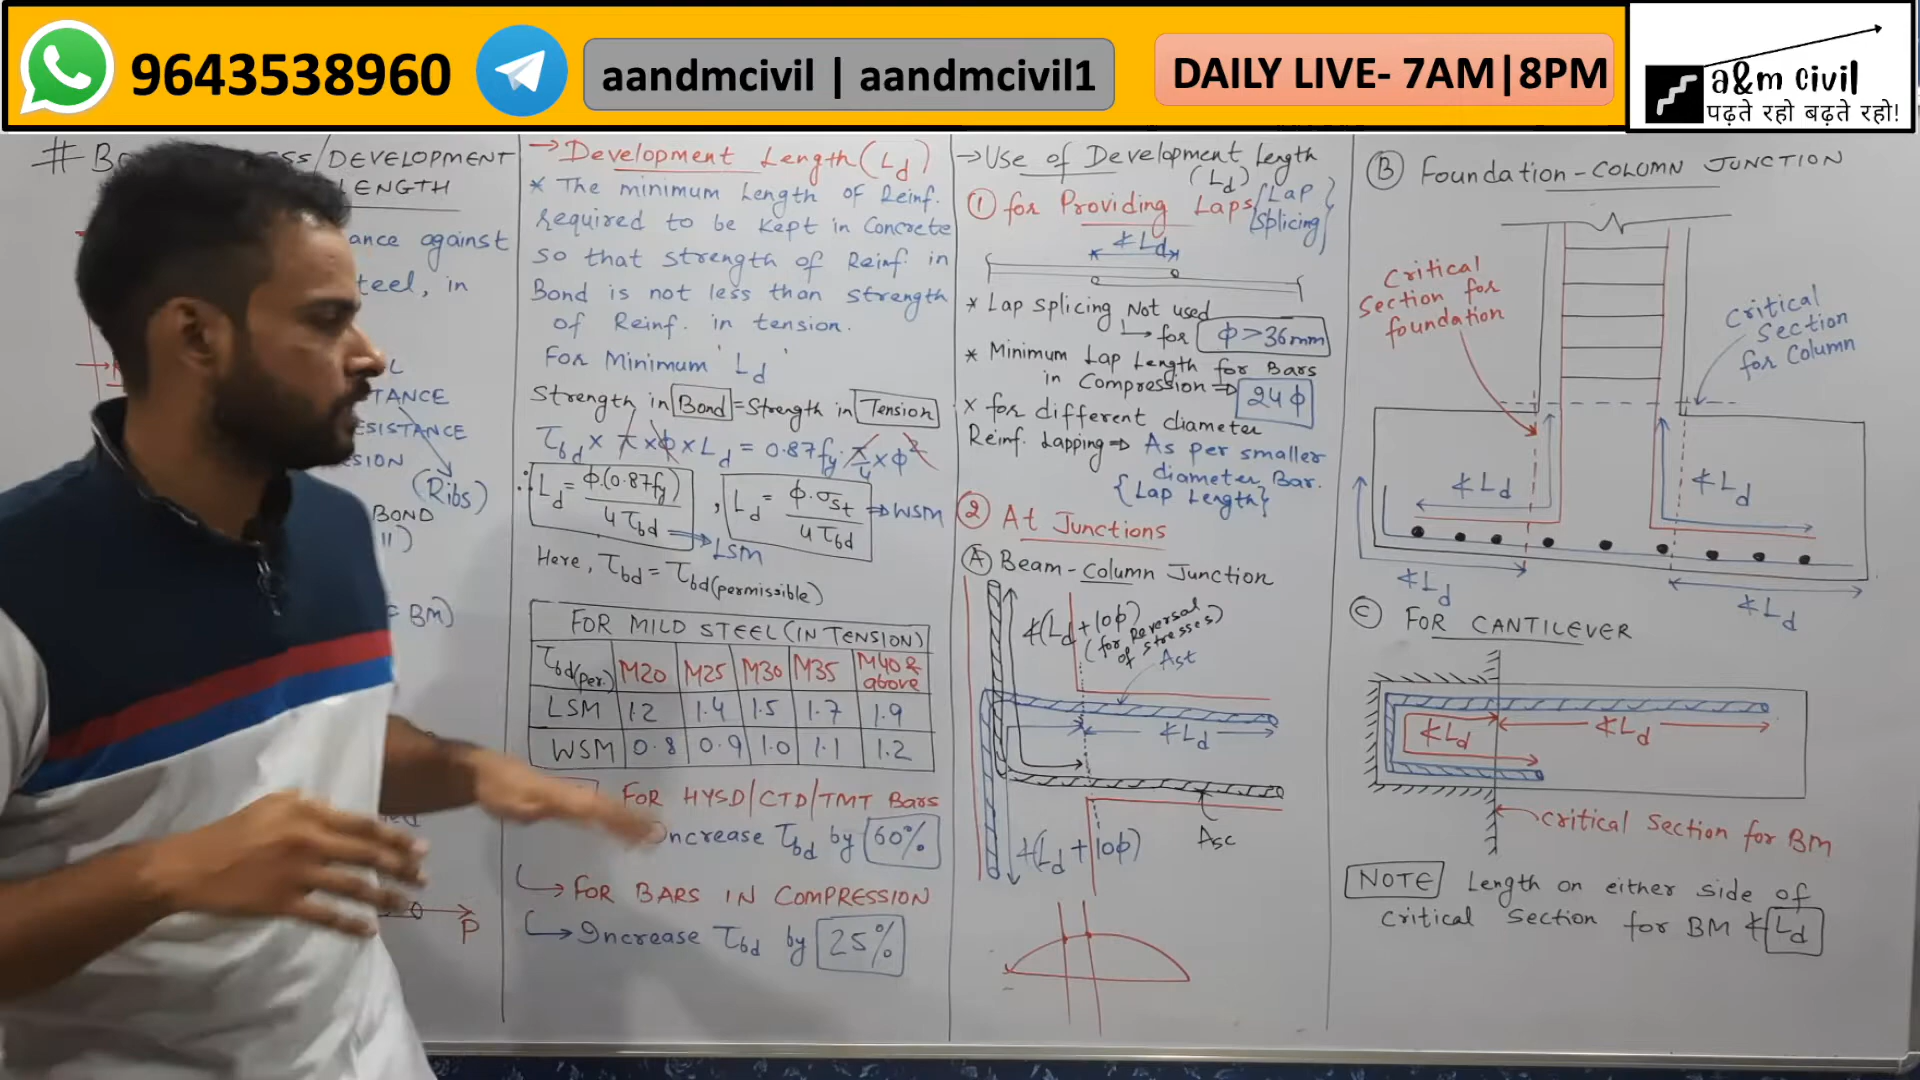 9643538960
aandmcivil | aandmcivil1
DAILY LIVE- 7AM|8PM
a&m civil
पढ़ते रहो बढ़ते रहो!
SS/DEVELOPMENT
LENGTH
ance against
teel, in
TANCE
ESISTANCE
ESION
(Ribs)
BOND
BM)
P
→ Development Length (Ld)
* The minimum Length of Reinf.
required to be kept in Concrete
so that strength of Reinf in
Bond is not less than strength
of Reinf. in tension.
For Minimum 'Ld'
Strength in Bond = Strength in Tension
τbd × π × ϕ × Ld = 0.87fy π/4 × ϕ²
∴ Ld = ϕ.(0.87fy) / 4τbd → LSM , Ld = ϕ.σst / 4τbd ⇒ WSM
Here, τbd = τbd(permissible)
FOR MILD STEEL (IN TENSION)
τbd(per.) M20 M25 M30 M35 M40 & above
LSM 1.2 1.4 1.5 1.7 1.9
WSM 0.8 0.9 1.0 1.1 1.2
FOR HYSD/CTD/TMT Bars
Increase τbd by 60%
→ FOR BARS IN COMPRESSION
→ Increase τbd by 25%
→ Use of Development Length
(Ld)
① for Providing Laps {Lap
Splicing}
≮ Ld
* Lap splicing Not used
→ for ϕ > 36mm
* Minimum Lap Length for Bars
in Compression ⇒ 24ϕ
× for different diameter
Reinf. Lapping ⇒ As per smaller
diameter Bar.
{Lap Length}
② At Junctions
Ⓐ Beam-Column Junction
≮(Ld + 10ϕ)
(for Reversal
of stresses)
Ast
≮ Ld
Asc
≮(Ld + 10ϕ)
Ⓑ Foundation-COLUMN JUNCTION
Critical
Section for
foundation
Critical
Section
for Column
≮ Ld
≮ Ld
≮ Ld
≮ Ld
Ⓒ FOR CANTILEVER
≮ Ld
≮ Ld
Critical Section for BM
NOTE Length on either side of
Critical Section for BM ≮ Ld